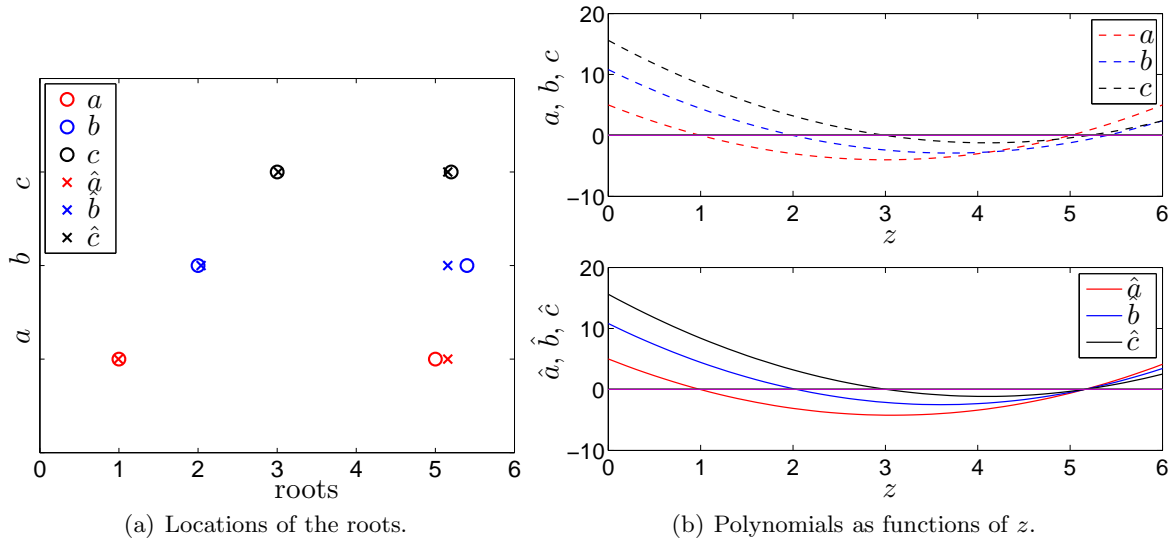 a
b
c
â
b̂
ĉ
c
b
a
0
1
2
3
4
5
6
roots
(a) Locations of the roots.
20
10
0
−10
a, b, c
a
b
c
0
1
2
3
4
5
6
z
20
10
0
−10
â, b̂, ĉ
â
b̂
ĉ
0
1
2
3
4
5
6
z
(b) Polynomials as functions of z.